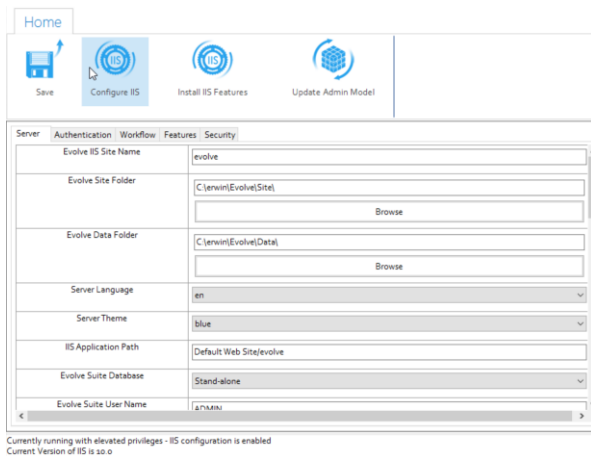 Home
IIS IIS
Save Configure IIS Install IIS Features Update Admin Model
Server Authentication Workflow Features Security
Evolve IIS Site Name evolve
Evolve Site Folder C:\erwin\Evolve\Site\
Browse
Evolve Data Folder C:\erwin\Evolve\Data\
Browse
Server Language en
Server Theme blue
IIS Application Path Default Web Site/evolve
Evolve Suite Database Stand-alone
Evolve Suite User Name ADMIN
Currently running with elevated privileges - IIS configuration is enabled
Current Version of IIS is 10.0